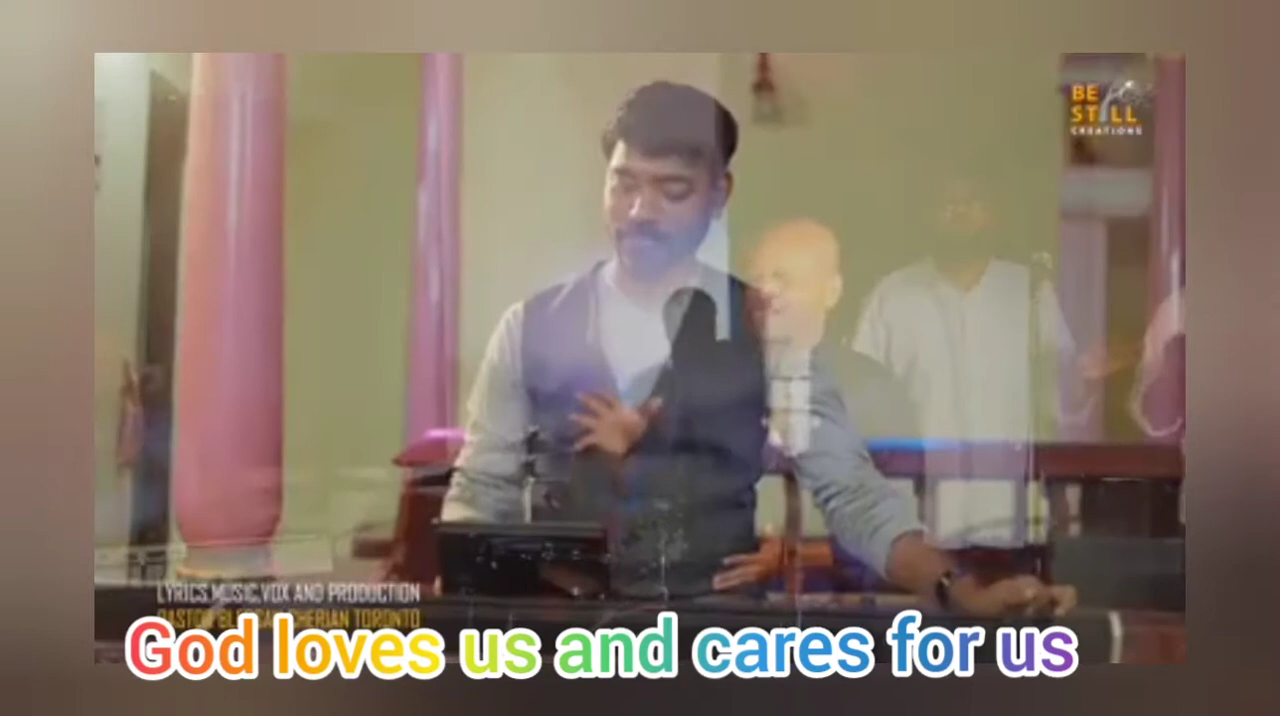 BE
STILL
CREATIONS
LYRICS,MUSIC,VOX AND PRODUCTION
PASTOR CHERIAN TORONTO
God loves us and cares for us